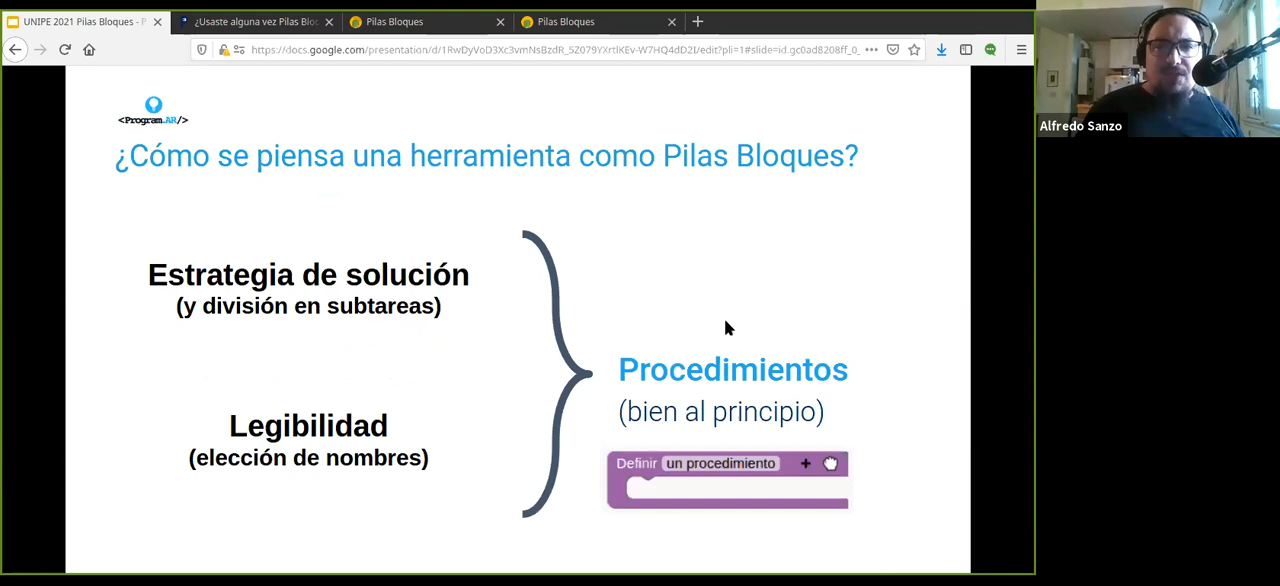 UNIPE 2021 Pilas Bloques - P
¿Usaste alguna vez Pilas Bloc
Pilas Bloques
Pilas Bloques
https://docs.google.com/presentation/d/1RwDyVoD3Xc3vmNsBzdR_5Z079YXrtlKEv-W7HQ4dD2I/edit?pli=1#slide=id.gc0ad8208ff_0_
Alfredo Sanzo
<Program.AR/>
¿Cómo se piensa una herramienta como Pilas Bloques?
Estrategia de solución
(y división en subtareas)
Procedimientos
(bien al principio)
Legibilidad
(elección de nombres)
Definir un procedimiento